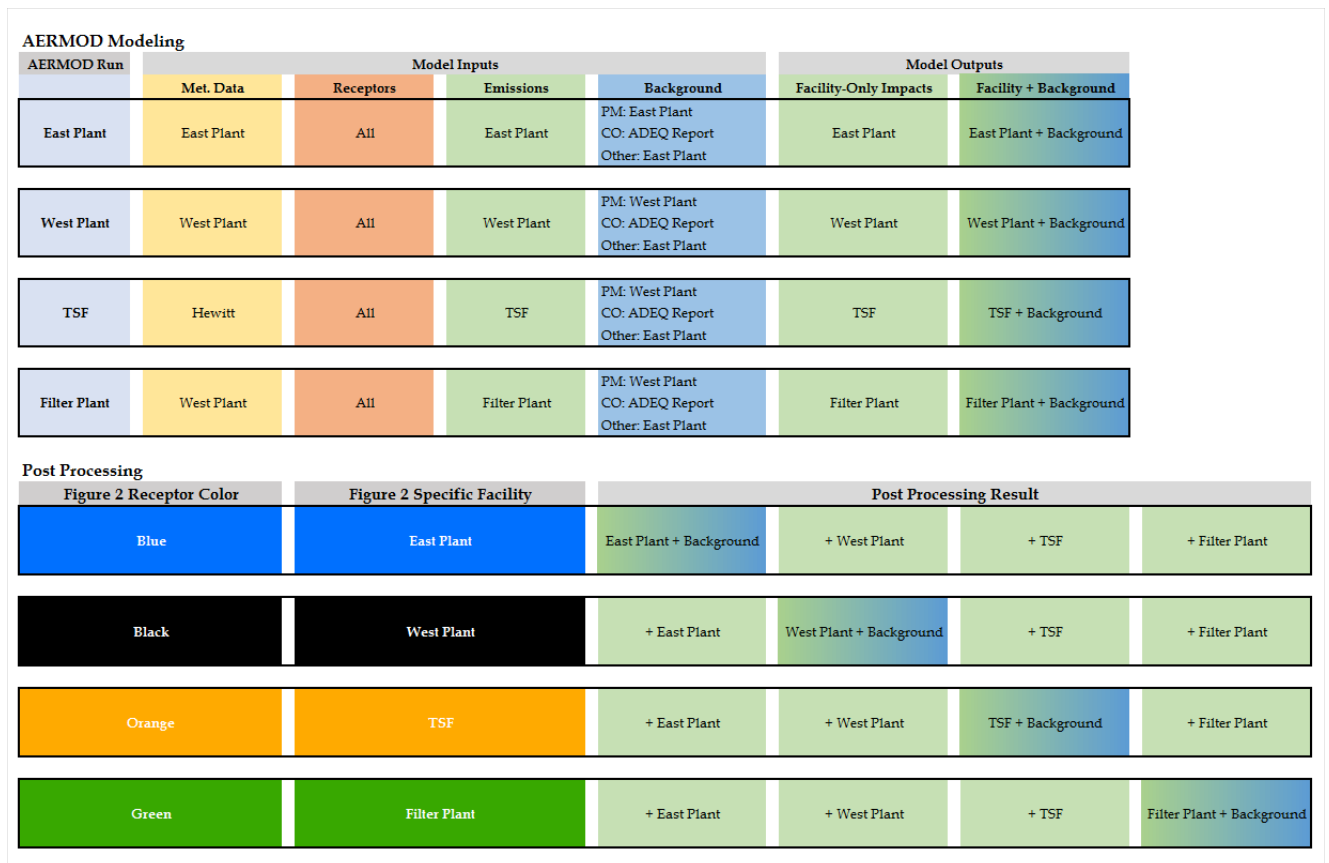 AERMOD Modeling
AERMOD Run Model Inputs Model Outputs
Met. Data Receptors Emissions Background Facility-Only Impacts Facility + Background
PM: East Plant
East Plant East Plant All East Plant CO: ADEQ Report East Plant East Plant + Background
Other: East Plant
PM: West Plant
West Plant West Plant All West Plant CO: ADEQ Report West Plant West Plant + Background
Other: East Plant
PM: West Plant
TSF Hewitt All TSF CO: ADEQ Report TSF TSF + Background
Other: East Plant
PM: West Plant
Filter Plant West Plant All Filter Plant CO: ADEQ Report Filter Plant Filter Plant + Background
Other: East Plant
Post Processing
Figure 2 Receptor Color Figure 2 Specific Facility Post Processing Result
Blue East Plant East Plant + Background + West Plant + TSF + Filter Plant
Black West Plant + East Plant West Plant + Background + TSF + Filter Plant
Orange TSF + East Plant + West Plant TSF + Background + Filter Plant
Green Filter Plant + East Plant + West Plant + TSF Filter Plant + Background